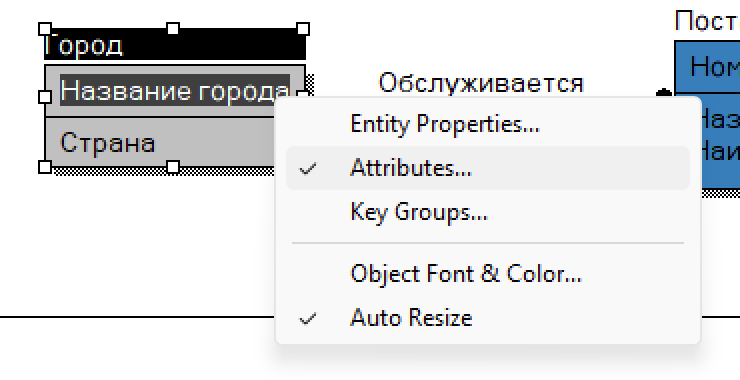 Город
Название города
Страна
Обслуживается
Entity Properties...
Attributes...
Key Groups...
Object Font & Color...
Auto Resize